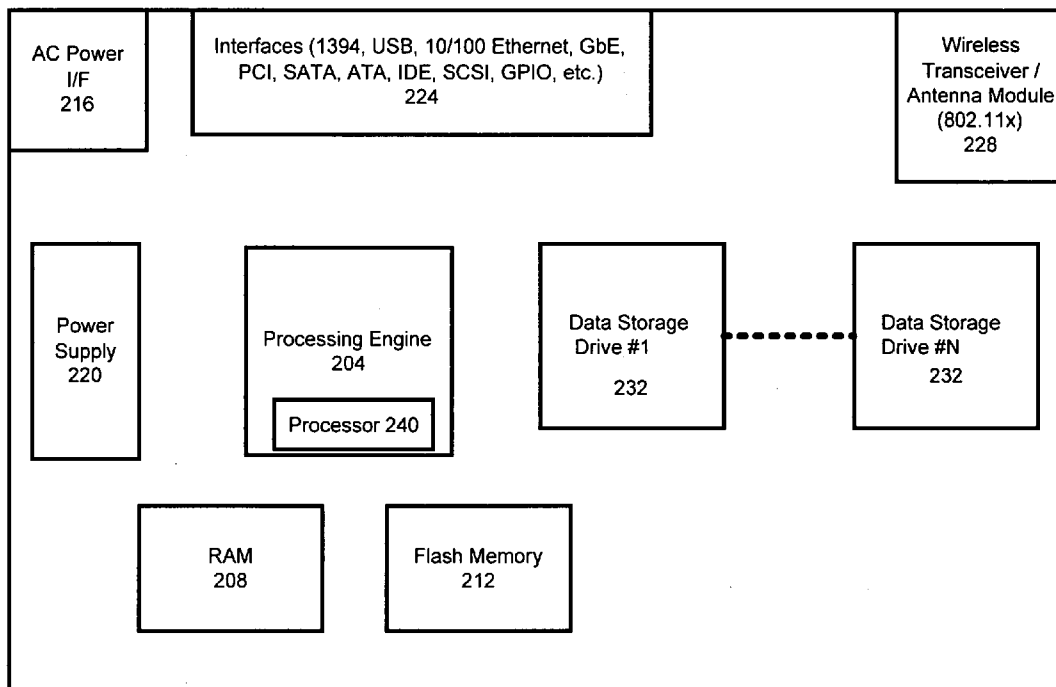 AC Power
I/F
216
Interfaces (1394, USB, 10/100 Ethernet, GbE,
PCI, SATA, ATA, IDE, SCSI, GPIO, etc.)
224
Wireless
Transceiver /
Antenna Module
(802.11x)
228
Power
Supply
220
Processing Engine
204
Processor 240
Data Storage
Drive #1
232
Data Storage
Drive #N
232
RAM
208
Flash Memory
212